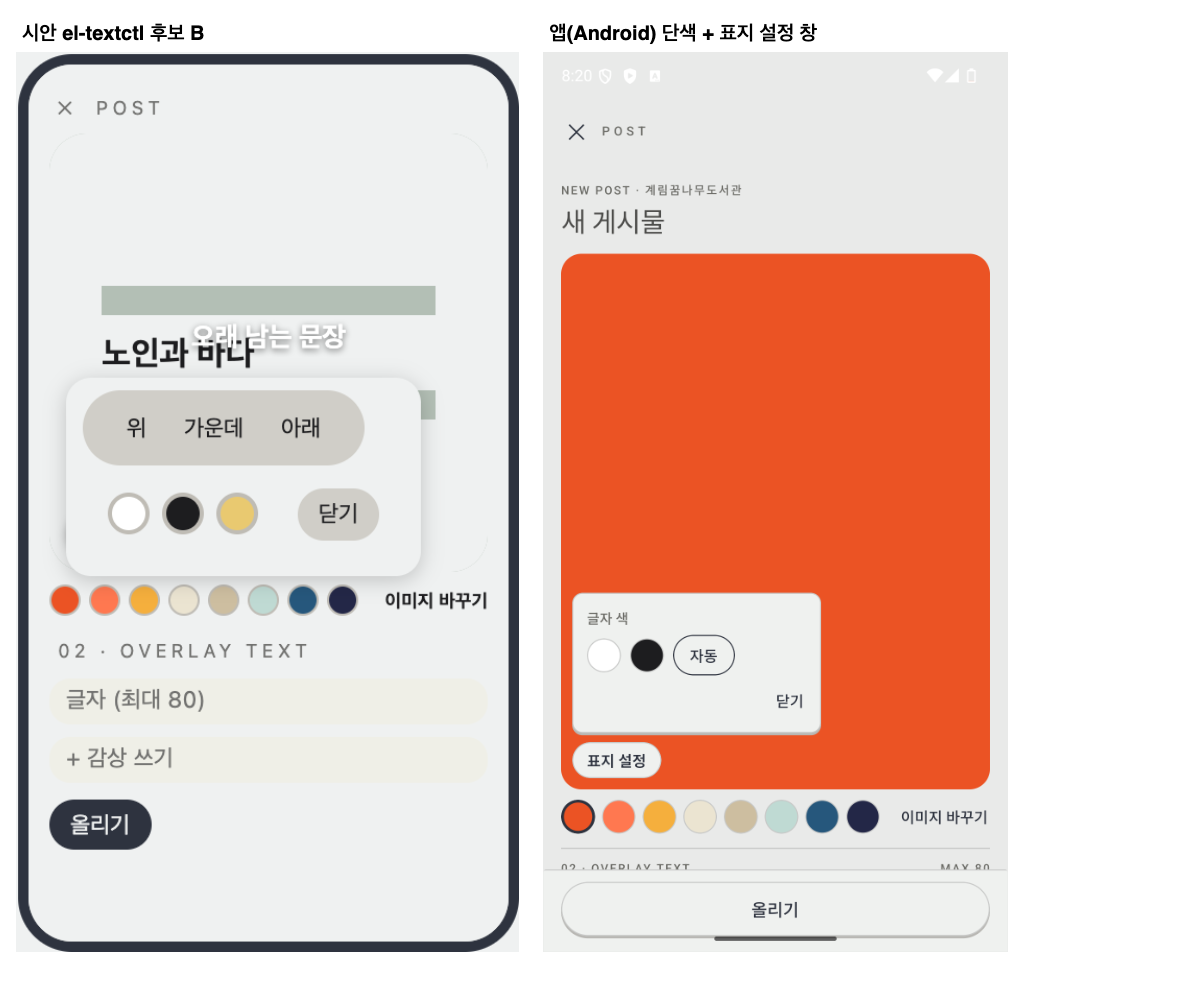 시안 el-textctl 후보 B
× POST
오래 남는 문장
노인과 바다
위 가운데 아래
닫기
이미지 바꾸기
02 · OVERLAY TEXT
글자 (최대 80)
+ 감상 쓰기
올리기
앱(Android) 단색 + 표지 설정 창
8:20
POST
NEW POST · 계림꿈나무도서관
새 게시물
글자 색
자동
닫기
표지 설정
이미지 바꾸기
02 · OVERLAY TEXT MAX 80
올리기